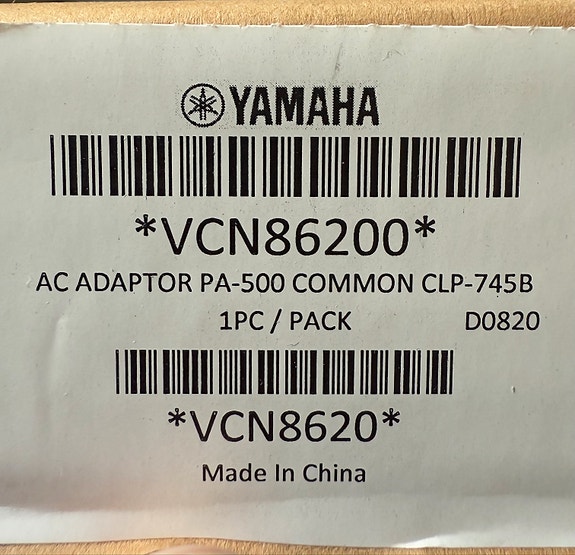 YAMAHA
*VCN86200*
AC ADAPTOR PA-500 COMMON CLP-745B
1PC / PACK D0820
*VCN8620*
Made In China